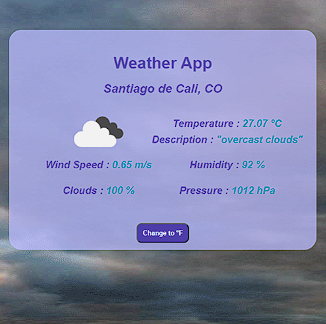 Weather App
Santiago de Cali, CO
Temperature : 27.07 °C
Description : "overcast clouds"
Wind Speed : 0.65 m/s
Humidity : 92 %
Clouds : 100 %
Pressure : 1012 hPa
Change to °F